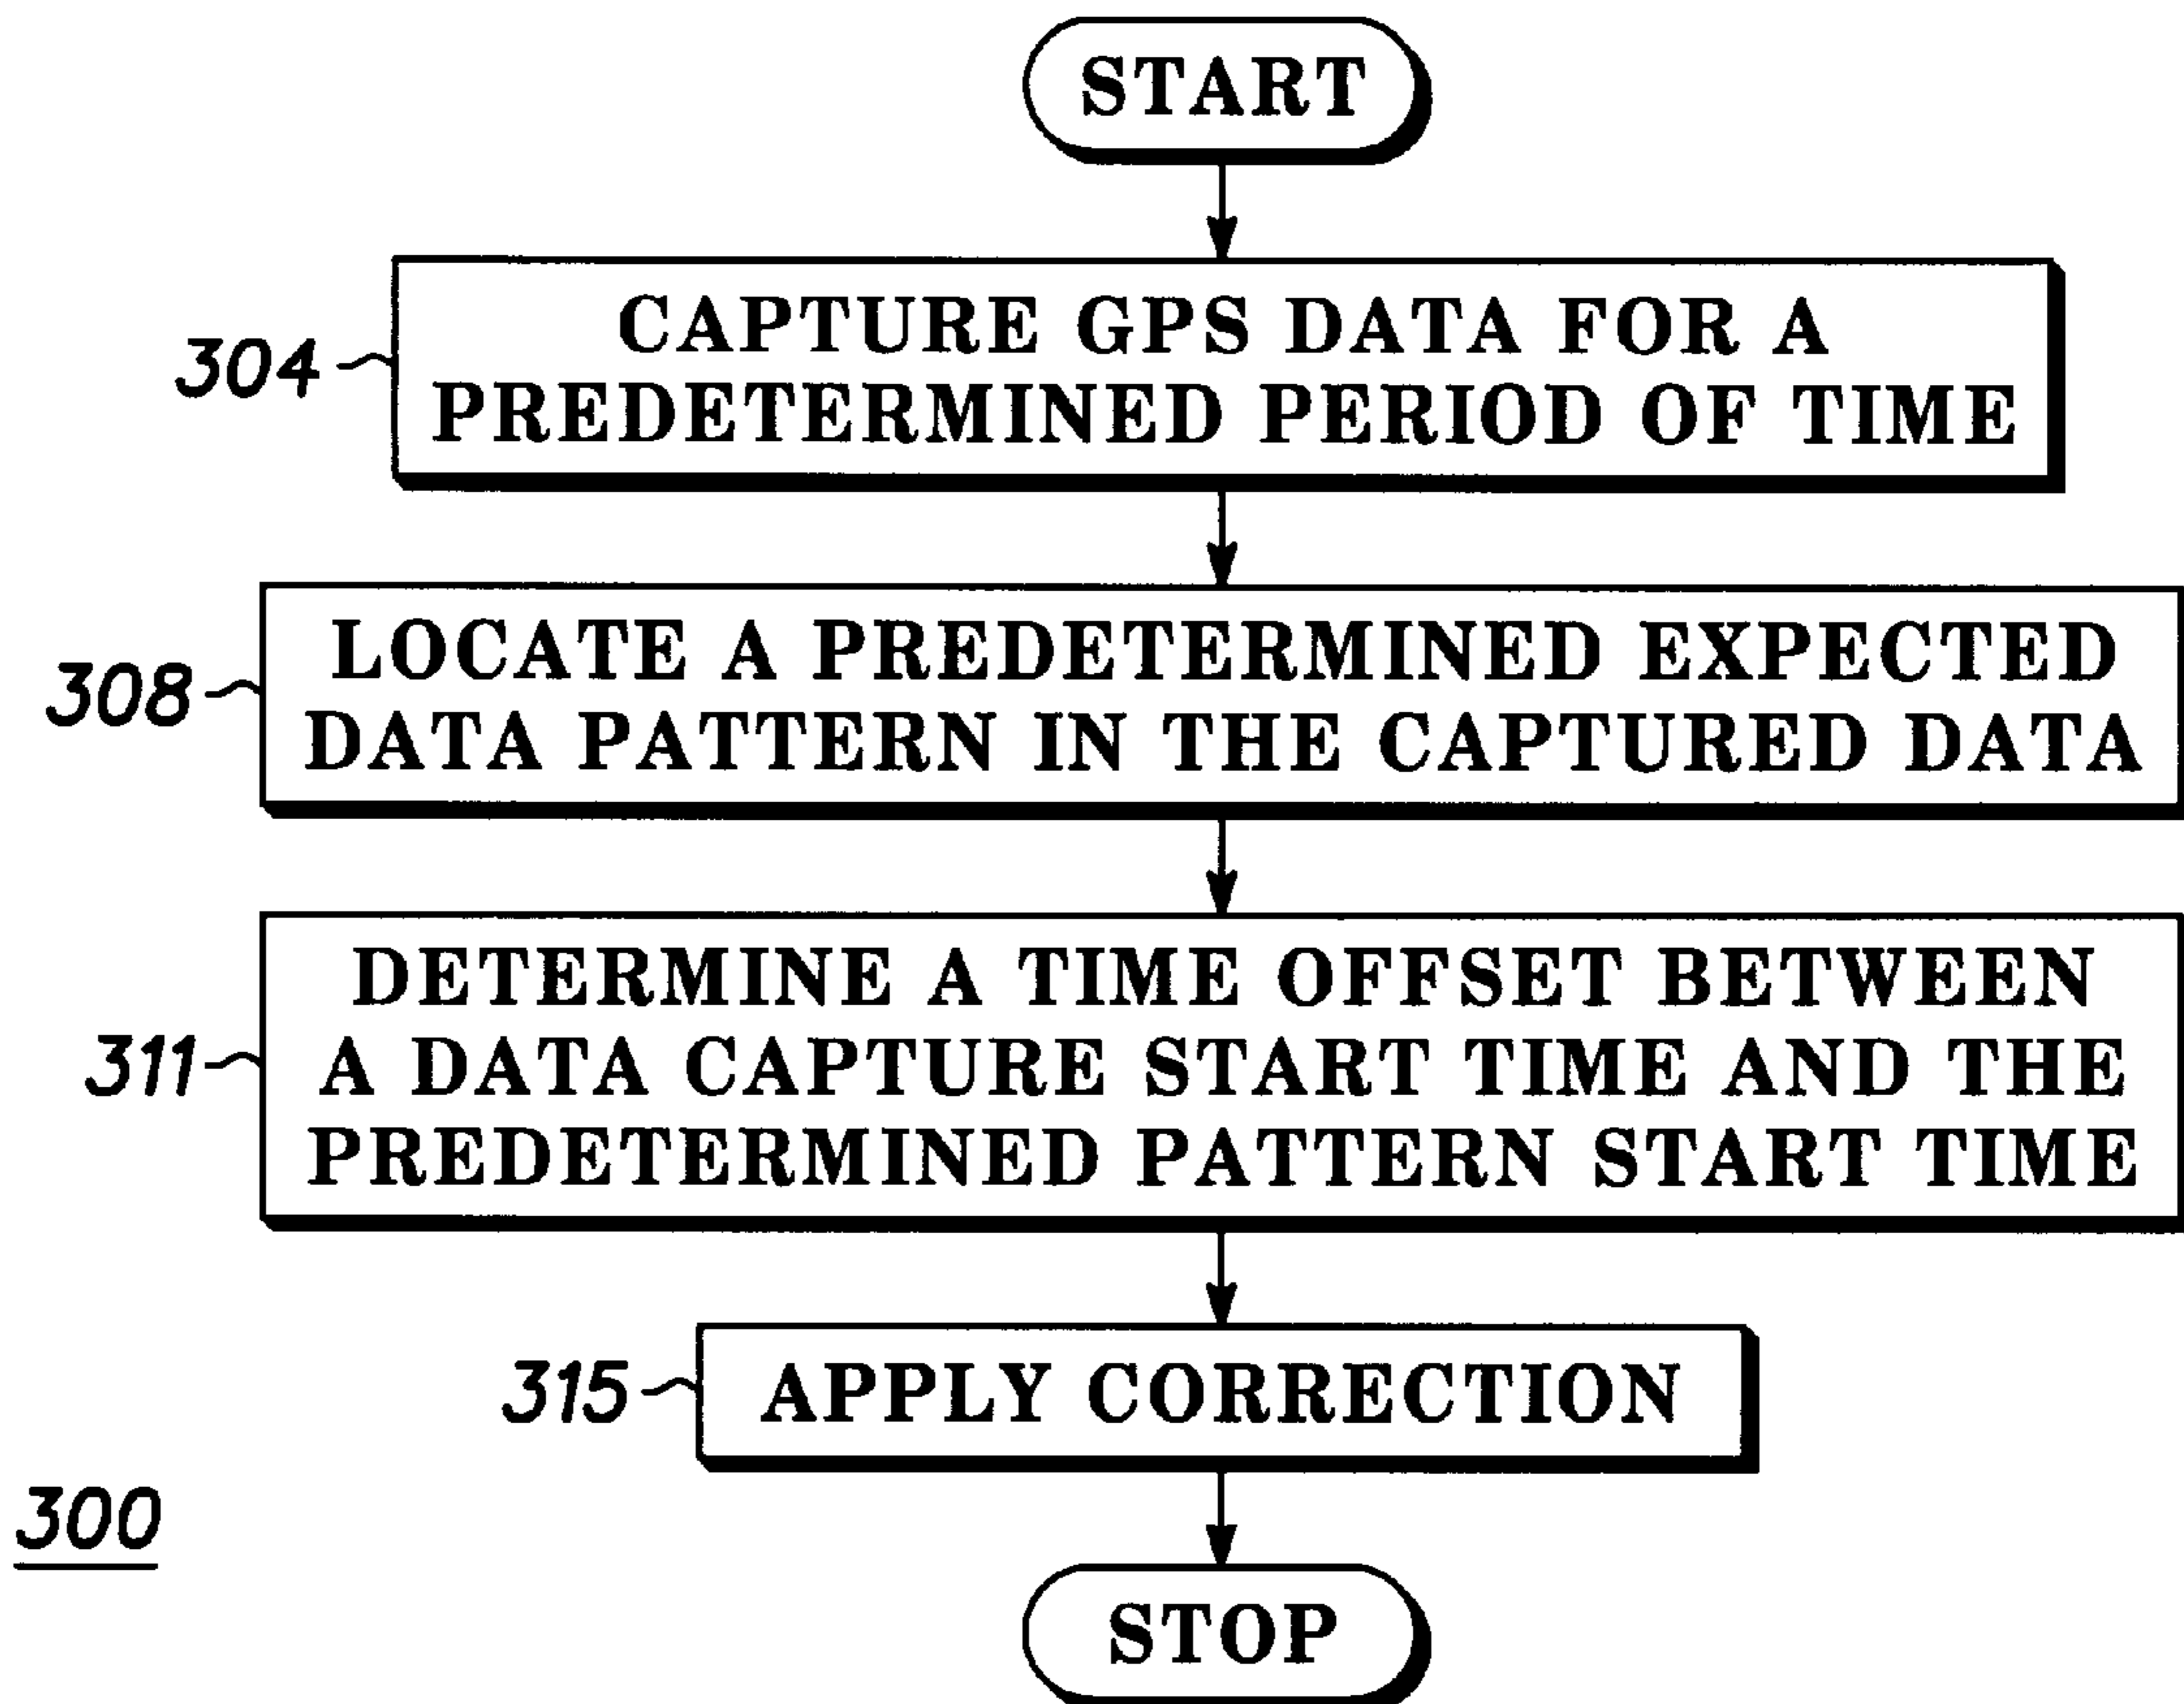 START
304
CAPTURE GPS DATA FOR A
PREDETERMINED PERIOD OF TIME
308
LOCATE A PREDETERMINED EXPECTED
DATA PATTERN IN THE CAPTURED DATA
311
DETERMINE A TIME OFFSET BETWEEN
A DATA CAPTURE START TIME AND THE
PREDETERMINED PATTERN START TIME
315
APPLY CORRECTION
300
STOP